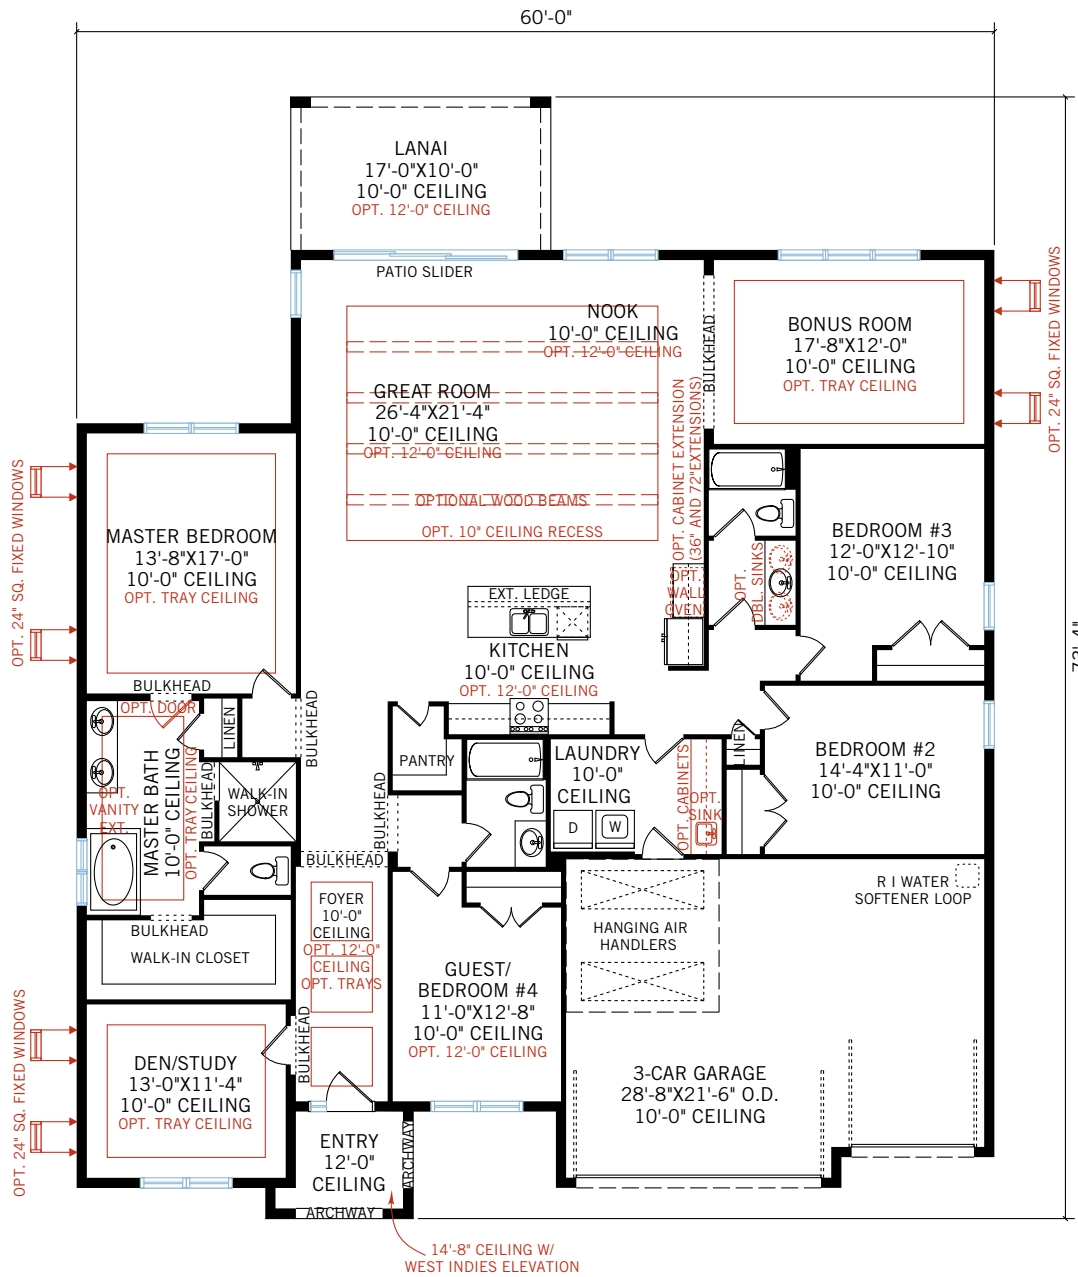 60'-0"
LANAI
17'-0"X10'-0"
10'-0" CEILING
OPT. 12'-0" CEILING
PATIO SLIDER
NOOK
10'-0" CEILING
OPT. 12'-0" CEILING
GREAT ROOM
26'-4"X21'-4"
10'-0" CEILING
OPT. 12'-0" CEILING
OPTIONAL WOOD BEAMS
OPT. 10" CEILING RECESS
BULKHEAD
BONUS ROOM
17'-8"X12'-0"
10'-0" CEILING
OPT. TRAY CEILING
OPT. 24" SQ. FIXED WINDOWS
OPT. CABINET EXTENSION
(36" AND 72"EXTENSIONS)
OPT.
WALL
OVEN
OPT.
DBL. SINKS
BEDROOM #3
12'-0"X12'-10"
10'-0" CEILING
OPT. 24" SQ. FIXED WINDOWS
MASTER BEDROOM
13'-8"X17'-0"
10'-0" CEILING
OPT. TRAY CEILING
EXT. LEDGE
KITCHEN
10'-0" CEILING
OPT. 12'-0" CEILING
BULKHEAD
OPT. DOOR
LINEN
BULKHEAD
MASTER BATH
10'-0" CEILING
OPT. TRAY CEILING
OPT.
VANITY
EXT.
BULKHEAD
WALK-IN
SHOWER
PANTRY
BULKHEAD
LAUNDRY
10'-0"
CEILING
D
W
OPT. CABINETS
OPT.
SINK
LINEN
BEDROOM #2
14'-4"X11'-0"
10'-0" CEILING
BULKHEAD
BULKHEAD
WALK-IN CLOSET
FOYER
10'-0"
CEILING
OPT. 12'-0"
CEILING
OPT. TRAYS
BULKHEAD
GUEST/
BEDROOM #4
11'-0"X12'-8"
10'-0" CEILING
OPT. 12'-0" CEILING
HANGING AIR
HANDLERS
R I WATER
SOFTENER LOOP
OPT. 24" SQ. FIXED WINDOWS
DEN/STUDY
13'-0"X11'-4"
10'-0" CEILING
OPT. TRAY CEILING
3-CAR GARAGE
28'-8"X21'-6" O.D.
10'-0" CEILING
ENTRY
12'-0"
CEILING
ARCHWAY
ARCHWAY
14'-8" CEILING W/
WEST INDIES ELEVATION